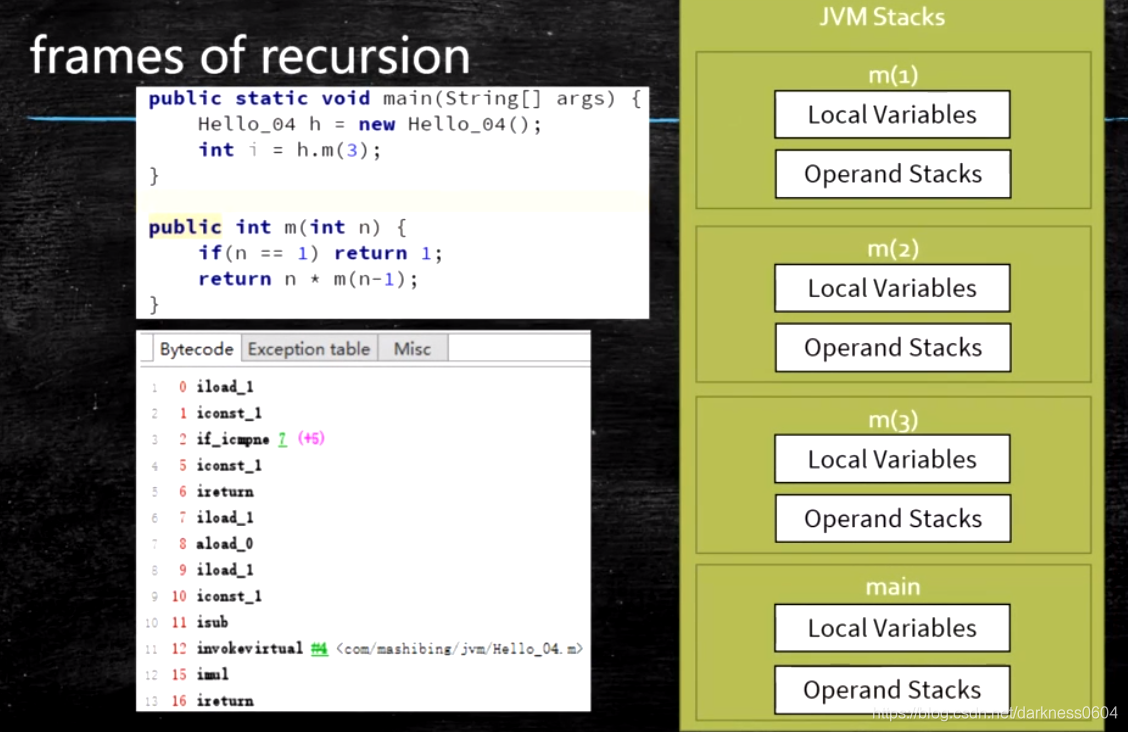 frames of recursion
public static void main(String[] args) {
Hello_04 h = new Hello_04();
int i = h.m(3);
}
public int m(int n) {
if(n == 1) return 1;
return n * m(n-1);
}
Bytecode Exception table Misc
1 0 iload_1
2 1 iconst_1
3 2 if_icmpne 7 (+5)
4 5 iconst_1
5 6 ireturn
6 7 iload_1
7 8 aload_0
8 9 iload_1
9 10 iconst_1
10 11 isub
11 12 invokevirtual #4 <com/mashibing/jvm/Hello_04.m>
12 15 imul
13 16 ireturn
JVM Stacks
m(1)
Local Variables
Operand Stacks
m(2)
Local Variables
Operand Stacks
m(3)
Local Variables
Operand Stacks
main
Local Variables
Operand Stacks
https://blog.csdn.net/darkness0604